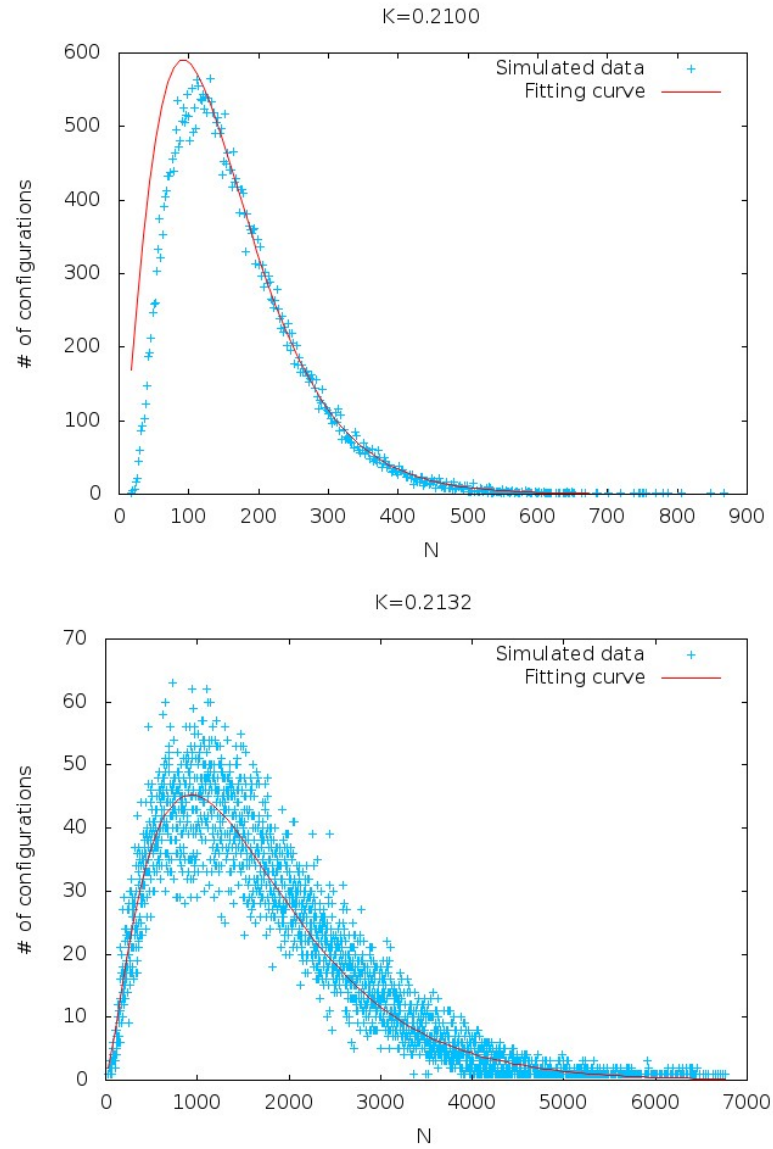 K=0.2100
600
500
400
300
200
100
0
# of configurations
Simulated data
Fitting curve
0 100 200 300 400 500 600 700 800 900
N
K=0.2132
70
60
50
40
30
20
10
0
# of configurations
Simulated data
Fitting curve
0 1000 2000 3000 4000 5000 6000 7000
N